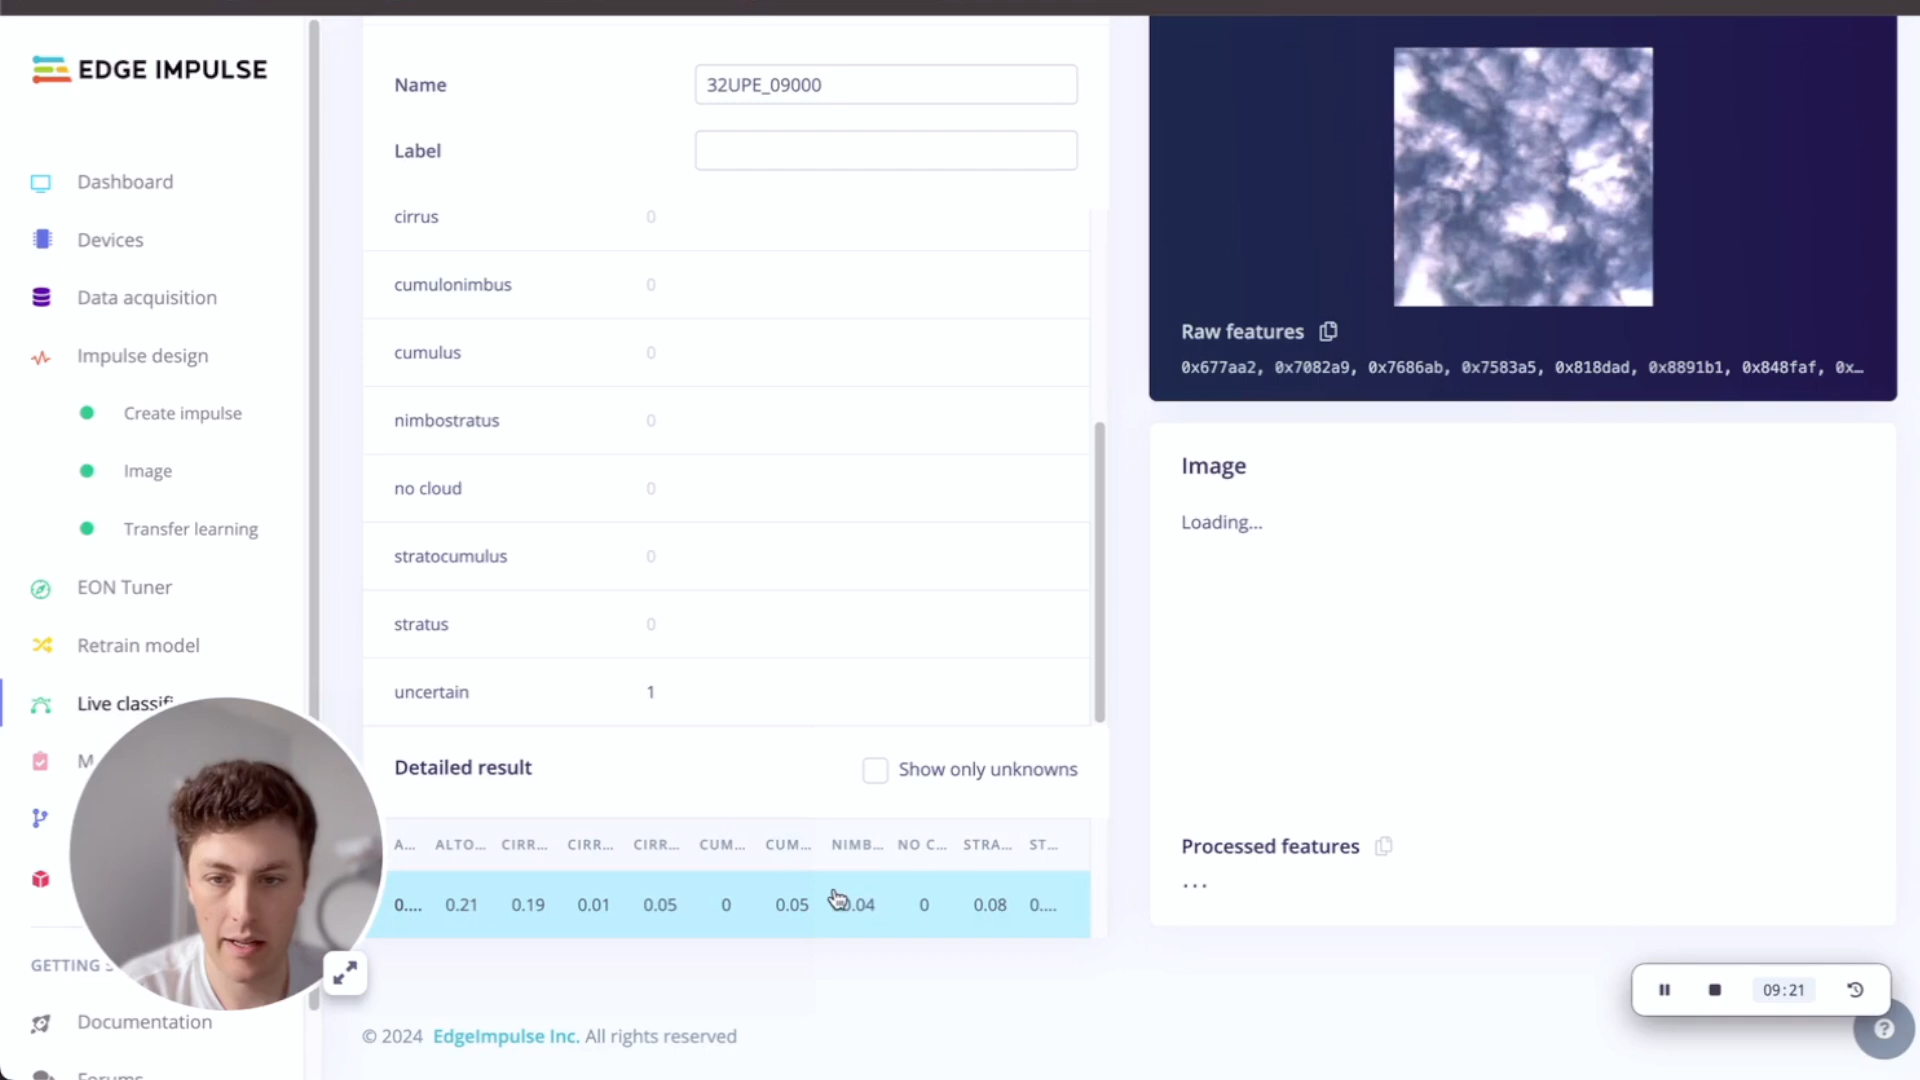 EDGE IMPULSE
Dashboard
Devices
Data acquisition
Impulse design
Create impulse
Image
Transfer learning
EON Tuner
Retrain model
Live classifi
M
GETTING S
Documentation
Forums
Name
32UPE_09000
Label
cirrus 0
cumulonimbus 0
cumulus 0
nimbostratus 0
no cloud 0
stratocumulus 0
stratus 0
uncertain 1
Detailed result
Show only unknowns
A... ALTO... CIRR... CIRR... CIRR... CUM... CUM... NIMB... NO C... STRA... ST...
0.... 0.21 0.19 0.01 0.05 0 0.05 0.04 0 0.08 0....
© 2024 EdgeImpulse Inc. All rights reserved
Raw features
0x677aa2, 0x7082a9, 0x7686ab, 0x7583a5, 0x818dad, 0x8891b1, 0x848faf, 0x…
Image
Loading...
Processed features
...
09:21
?